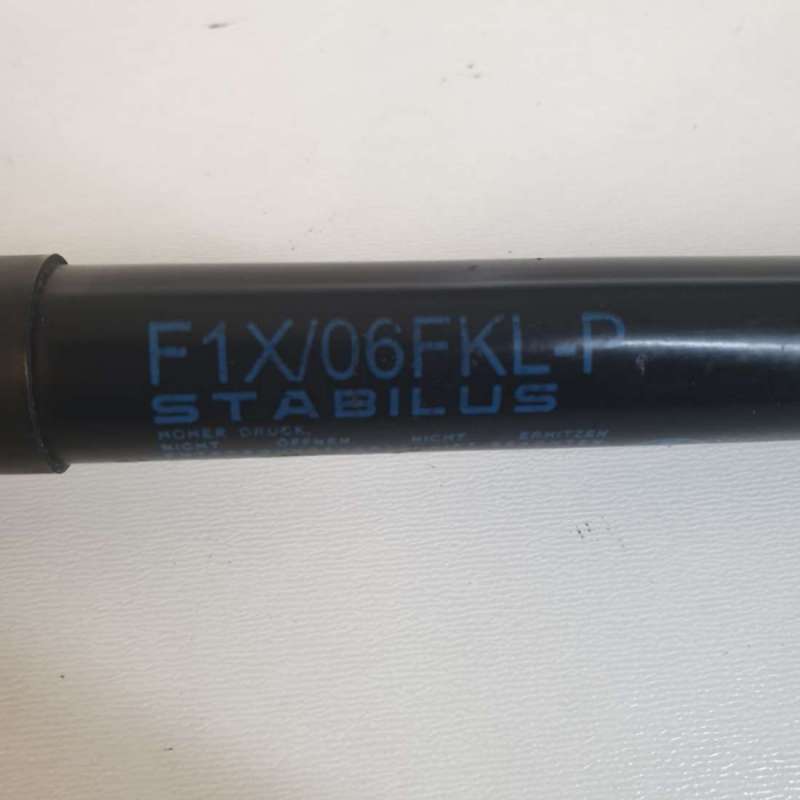 F1X/06FKL-P
STABILUS
HOHER DRUCK
NICHT ÖFFNEN NICHT ERHITZEN